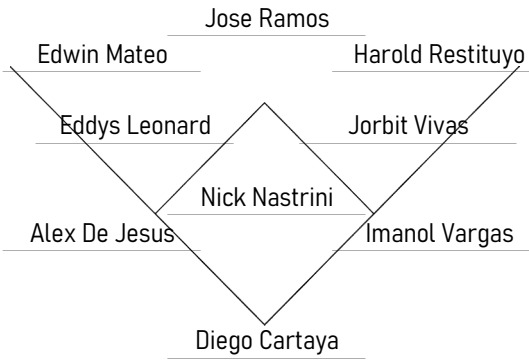 Jose Ramos
Edwin Mateo
Harold Restituyo
Eddys Leonard
Jorbit Vivas
Nick Nastrini
Alex De Jesus
Imanol Vargas
Diego Cartaya